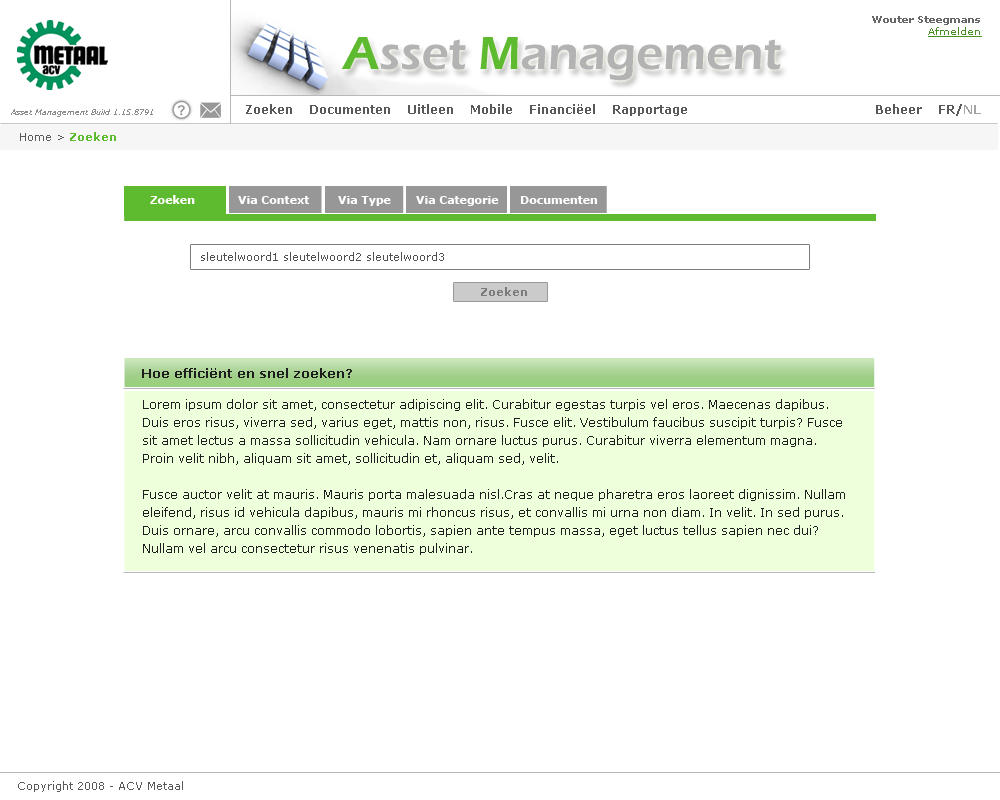 METAAL
acv
Asset Management
Wouter Steegmans
Afmelden
Asset Management Build 1.15.8791
?
Zoeken Documenten Uitleen Mobile Financiëel Rapportage Beheer FR/NL
Home > Zoeken
Zoeken Via Context Via Type Via Categorie Documenten
sleutelwoord1 sleutelwoord2 sleutelwoord3
Zoeken
Hoe efficiënt en snel zoeken?
Lorem ipsum dolor sit amet, consectetur adipiscing elit. Curabitur egestas turpis vel eros. Maecenas dapibus.
Duis eros risus, viverra sed, varius eget, mattis non, risus. Fusce elit. Vestibulum faucibus suscipit turpis? Fusce
sit amet lectus a massa sollicitudin vehicula. Nam ornare luctus purus. Curabitur viverra elementum magna.
Proin velit nibh, aliquam sit amet, sollicitudin et, aliquam sed, velit.
Fusce auctor velit at mauris. Mauris porta malesuada nisl.Cras at neque pharetra eros laoreet dignissim. Nullam
eleifend, risus id vehicula dapibus, mauris mi rhoncus risus, et convallis mi urna non diam. In velit. In sed purus.
Duis ornare, arcu convallis commodo lobortis, sapien ante tempus massa, eget luctus tellus sapien nec dui?
Nullam vel arcu consectetur risus venenatis pulvinar.
Copyright 2008 - ACV Metaal